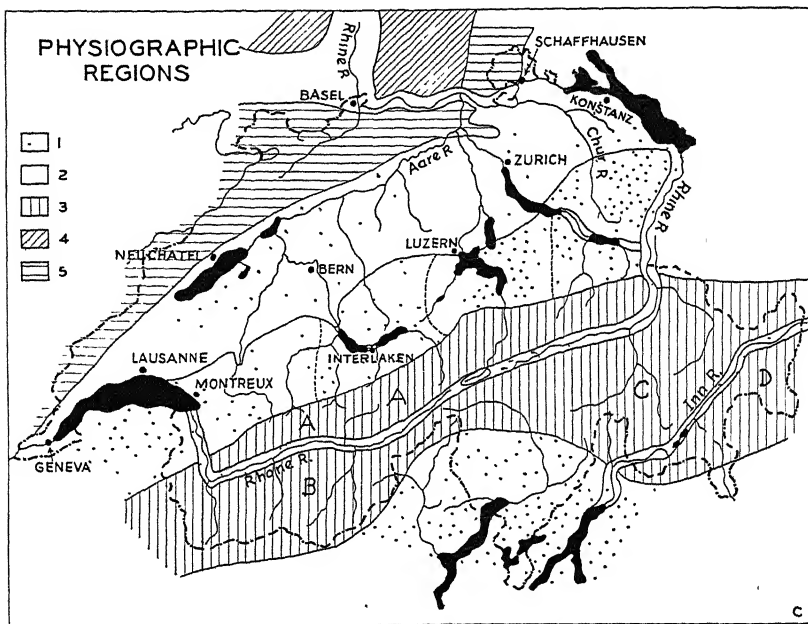 PHYSIOGRAPHIC
REGIONS
1
2
3
4
5
Rhine R.
SCHAFFHAUSEN
BASEL
KONSTANZ
Aare R
ZURICH
Chur R
Rhine R
NEUCHATEL
BERN
LUZERN
LAUSANNE
MONTREUX
INTERLAKEN
GENEVA
A
A
B
C
D
Rhone R.
Inn R.
C